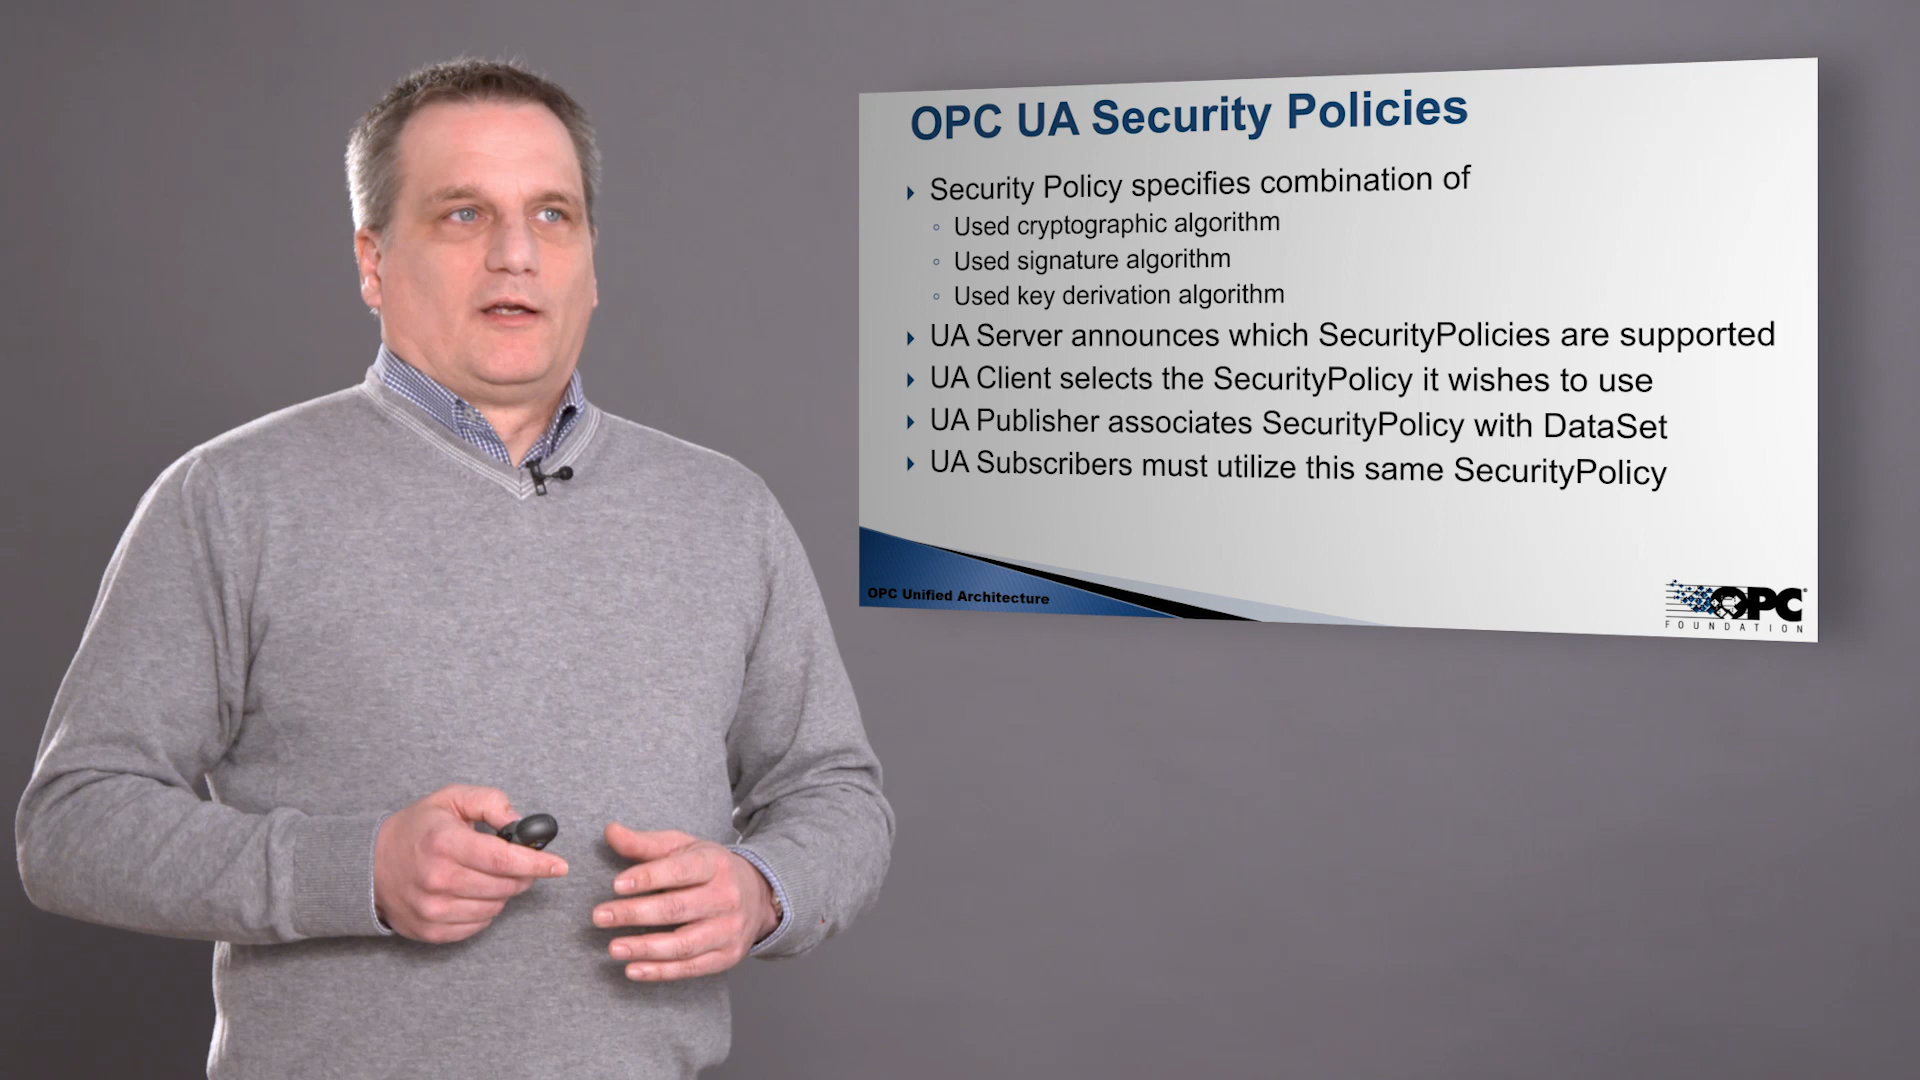 OPC UA Security Policies
Security Policy specifies combination of
Used cryptographic algorithm
Used signature algorithm
Used key derivation algorithm
UA Server announces which SecurityPolicies are supported
UA Client selects the SecurityPolicy it wishes to use
UA Publisher associates SecurityPolicy with DataSet
UA Subscribers must utilize this same SecurityPolicy
OPC Unified Architecture
OPC®
FOUNDATION